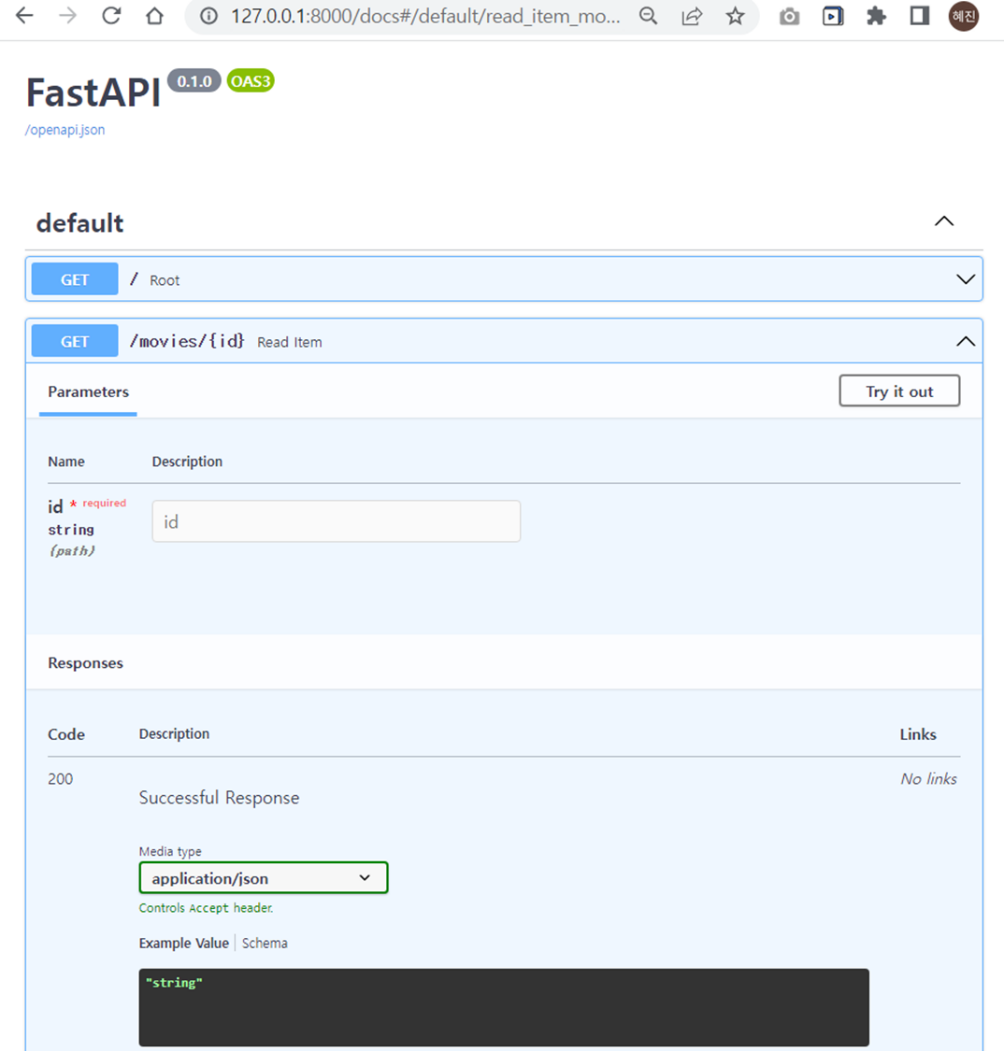 127.0.0.1:8000/docs#/default/read_item_mo...
혜진
FastAPI 0.1.0 OAS3
/openapi.json
default
GET / Root
GET /movies/{id} Read Item
Parameters
Try it out
Name Description
id * required
string
(path)
id
Responses
Code Description Links
200
Successful Response
No links
Media type
application/json
Controls Accept header.
Example Value Schema
"string"